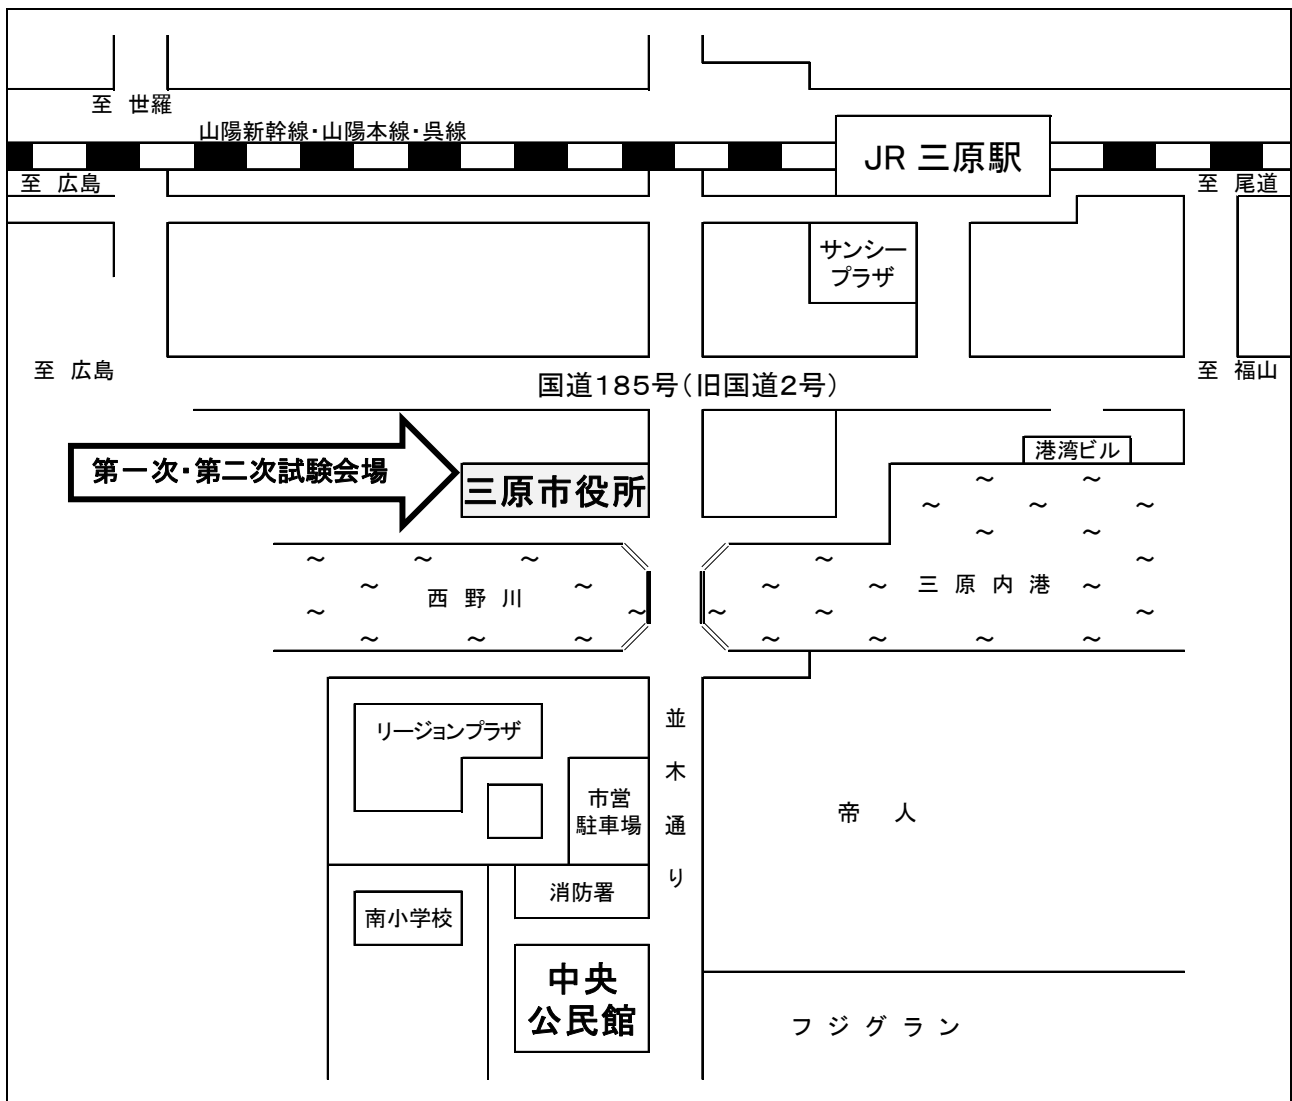 至 世羅
山陽新幹線・山陽本線・呉線
JR 三原駅
至 広島
至 尾道
サンシー
プラザ
至 広島
国道185号(旧国道2号)
至 福山
第一次・第二次試験会場
三原市役所
港湾ビル
西野川
三原内港
並木通り
リージョンプラザ
市営
駐車場
帝人
消防署
南小学校
中央
公民館
フジグラン